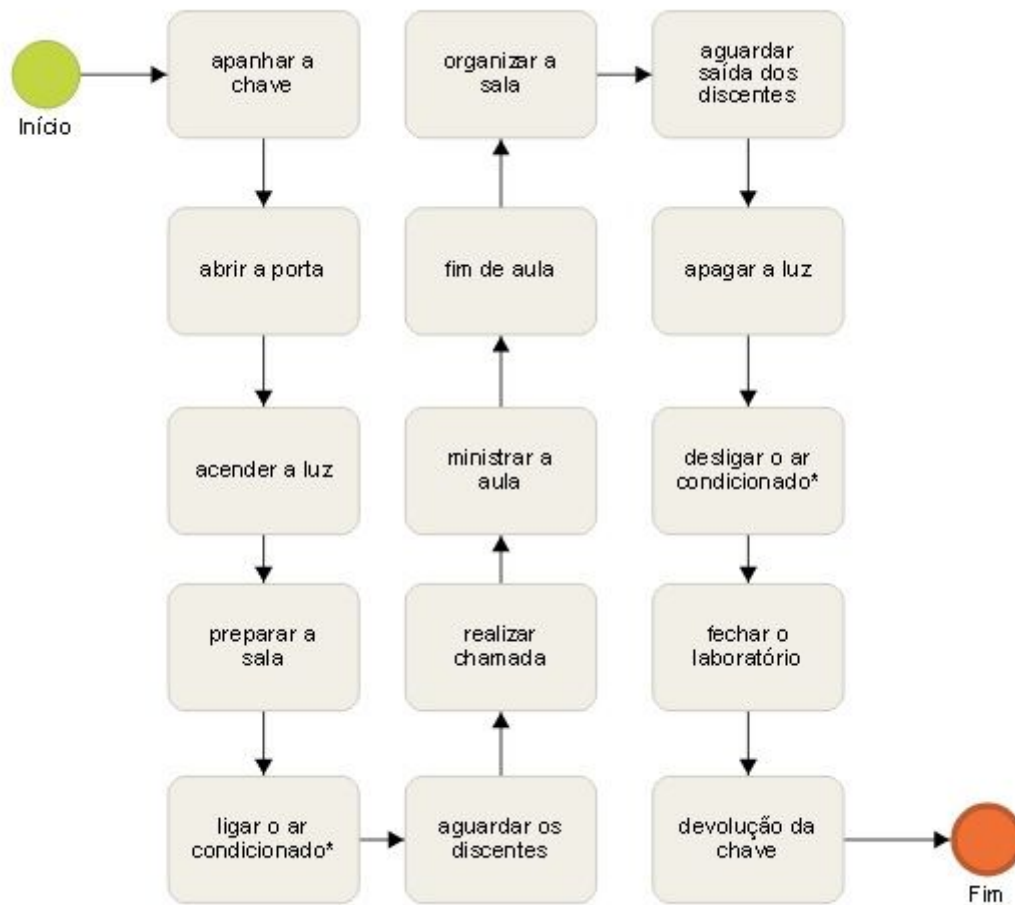 Início
apanhar a
chave
abrir a porta
acender a luz
preparar a
sala
ligar o ar
condicionado*
aguardar os
discentes
realizar
chamada
ministrar a
aula
fim de aula
organizar a
sala
aguardar
saída dos
discentes
apagar a luz
desligar o ar
condicionado*
fechar o
laboratório
devolução da
chave
Fim